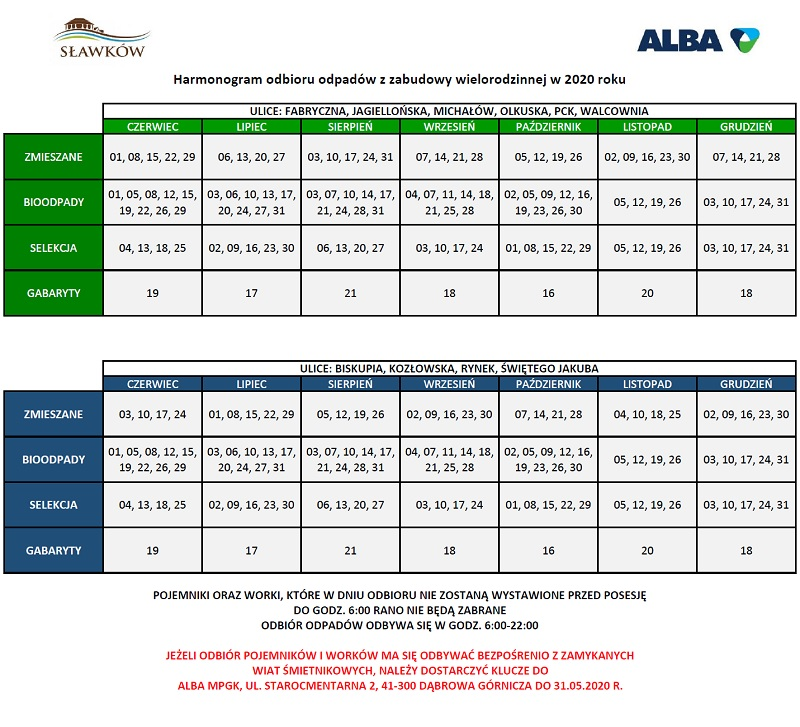 SŁAWKÓW
ALBA
Harmonogram odbioru odpadów z zabudowy wielorodzinnej w 2020 roku
ULICE: FABRYCZNA, JAGIELLOŃSKA, MICHAŁÓW, OLKUSKA, PCK, WALCOWNIA
CZERWIEC LIPIEC SIERPIEŃ WRZESIEŃ PAŹDZIERNIK LISTOPAD GRUDZIEŃ
ZMIESZANE 01, 08, 15, 22, 29 06, 13, 20, 27 03, 10, 17, 24, 31 07, 14, 21, 28 05, 12, 19, 26 02, 09, 16, 23, 30 07, 14, 21, 28
BIOODPADY 01, 05, 08, 12, 15, 19, 22, 26, 29 03, 06, 10, 13, 17, 20, 24, 27, 31 03, 07, 10, 14, 17, 21, 24, 28, 31 04, 07, 11, 14, 18, 21, 25, 28 02, 05, 09, 12, 16, 19, 23, 26, 30 05, 12, 19, 26 03, 10, 17, 24, 31
SELEKCJA 04, 13, 18, 25 02, 09, 16, 23, 30 06, 13, 20, 27 03, 10, 17, 24 01, 08, 15, 22, 29 05, 12, 19, 26 03, 10, 17, 24, 31
GABARYTY 19 17 21 18 16 20 18
ULICE: BISKUPIA, KOZŁOWSKA, RYNEK, ŚWIĘTEGO JAKUBA
CZERWIEC LIPIEC SIERPIEŃ WRZESIEŃ PAŹDZIERNIK LISTOPAD GRUDZIEŃ
ZMIESZANE 03, 10, 17, 24 01, 08, 15, 22, 29 05, 12, 19, 26 02, 09, 16, 23, 30 07, 14, 21, 28 04, 10, 18, 25 02, 09, 16, 23, 30
BIOODPADY 01, 05, 08, 12, 15, 19, 22, 26, 29 03, 06, 10, 13, 17, 20, 24, 27, 31 03, 07, 10, 14, 17, 21, 24, 28, 31 04, 07, 11, 14, 18, 21, 25, 28 02, 05, 09, 12, 16, 19, 23, 26, 30 05, 12, 19, 26 03, 10, 17, 24, 31
SELEKCJA 04, 13, 18, 25 02, 09, 16, 23, 30 06, 13, 20, 27 03, 10, 17, 24 01, 08, 15, 22, 29 05, 12, 19, 26 03, 10, 17, 24, 31
GABARYTY 19 17 21 18 16 20 18
POJEMNIKI ORAZ WORKI, KTÓRE W DNIU ODBIORU NIE ZOSTANĄ WYSTAWIONE PRZED POSESJĘ
DO GODZ. 6:00 RANO NIE BĘDĄ ZABRANE
ODBIÓR ODPADÓW ODBYWA SIĘ W GODZ. 6:00-22:00
JEŻELI ODBIÓR POJEMNIKÓW I WORKÓW MA SIĘ ODBYWAĆ BEZPOŚRENIO Z ZAMYKANYCH
WIAT ŚMIETNIKOWYCH, NALEŻY DOSTARCZYĆ KLUCZE DO
ALBA MPGK, UL. STAROCMENTARNA 2, 41-300 DĄBROWA GÓRNICZA DO 31.05.2020 R.